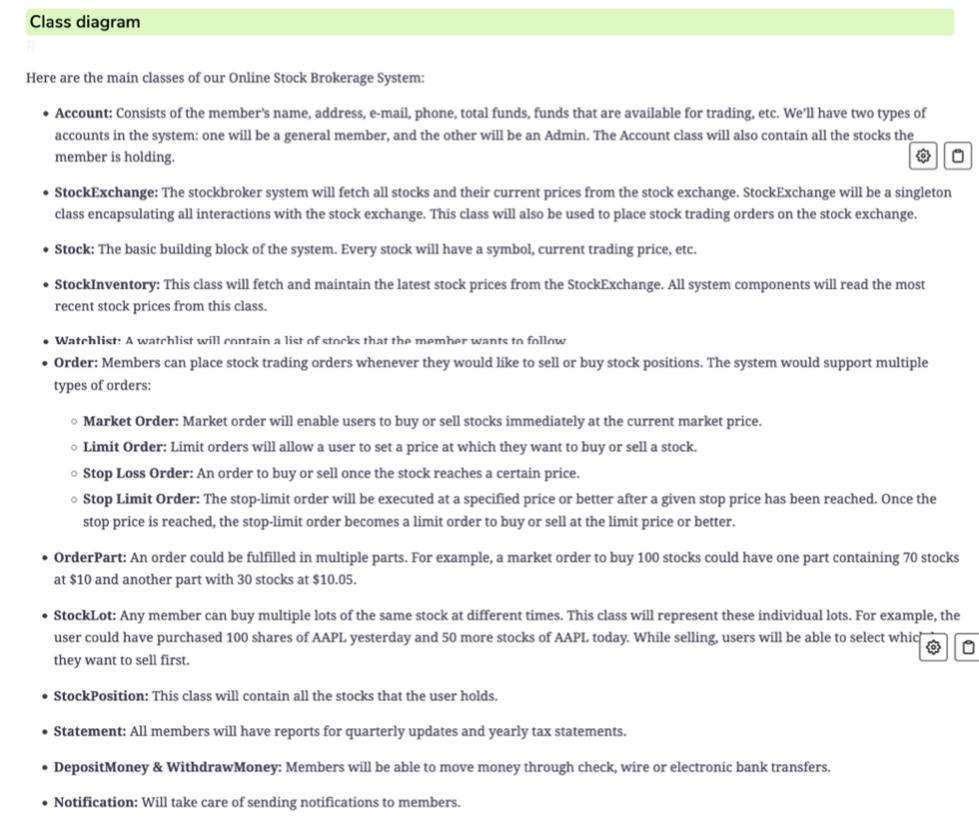 Class diagram
Here are the main classes of our Online Stock Brokerage System:
• Account: Consists of the member's name, address, e-mail, phone, total funds, funds that are available for trading, etc. We'll have two types of
accounts in the system: one will be a general member, and the other will be an Admin. The Account class will also contain all the stocks the
member is holding.
• StockExchange: The stockbroker system will fetch all stocks and their current prices from the stock exchange. StockExchange will be a singleton
class encapsulating all interactions with the stock exchange. This class will also be used to place stock trading orders on the stock exchange.
• Stock: The basic building block of the system. Every stock will have a symbol, current trading price, etc.
• StockInventory: This class will fetch and maintain the latest stock prices from the StockExchange. All system components will read the most
recent stock prices from this class.
• Watchlist: A watchlist will contain a list of stocks that the member wants to follow.
• Order: Members can place stock trading orders whenever they would like to sell or buy stock positions. The system would support multiple
types of orders:
◦ Market Order: Market order will enable users to buy or sell stocks immediately at the current market price.
◦ Limit Order: Limit orders will allow a user to set a price at which they want to buy or sell a stock.
◦ Stop Loss Order: An order to buy or sell once the stock reaches a certain price.
◦ Stop Limit Order: The stop-limit order will be executed at a specified price or better after a given stop price has been reached. Once the
stop price is reached, the stop-limit order becomes a limit order to buy or sell at the limit price or better.
• OrderPart: An order could be fulfilled in multiple parts. For example, a market order to buy 100 stocks could have one part containing 70 stocks
at $10 and another part with 30 stocks at $10.05.
• StockLot: Any member can buy multiple lots of the same stock at different times. This class will represent these individual lots. For example, the
user could have purchased 100 shares of AAPL yesterday and 50 more stocks of AAPL today. While selling, users will be able to select
they want to sell first.
• StockPosition: This class will contain all the stocks that the user holds.
• Statement: All members will have reports for quarterly updates and yearly tax statements.
• DepositMoney & WithdrawMoney: Members will be able to move money through check, wire or electronic bank transfers.
• Notification: Will take care of sending notifications to members.